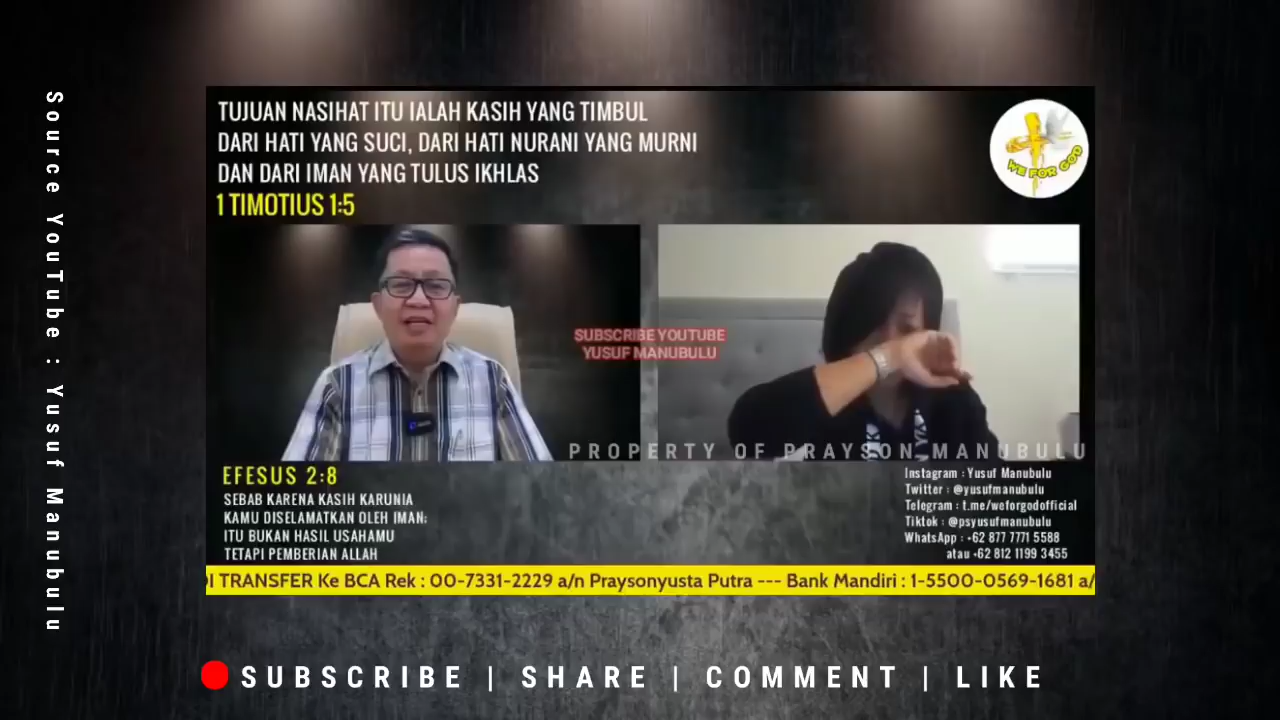 Source YouTube : Yusuf Manubulu
TUJUAN NASIHAT ITU IALAH KASIH YANG TIMBUL
DARI HATI YANG SUCI, DARI HATI NURANI YANG MURNI
DAN DARI IMAN YANG TULUS IKHLAS
1 TIMOTIUS 1:5
WE FOR GOD
SUBSCRIBE YOUTUBE
YUSUF MANUBULU
PROPERTY OF PRAYSON MANUBULU
EFESUS 2:8
SEBAB KARENA KASIH KARUNIA
KAMU DISELAMATKAN OLEH IMAN;
ITU BUKAN HASIL USAHAMU
TETAPI PEMBERIAN ALLAH
Instagram : Yusuf Manubulu
Twitter : @yusufmanubulu
Telegram : t.me/weforgodofficial
Tiktok : @psyusufmanubulu
WhatsApp : +62 877 7771 5588
atau +62 812 1199 3455
DI TRANSFER Ke BCA Rek : 00-7331-2229 a/n Praysonyusta Putra --- Bank Mandiri : 1-5500-0569-1681 a/
SUBSCRIBE | SHARE | COMMENT | LIKE